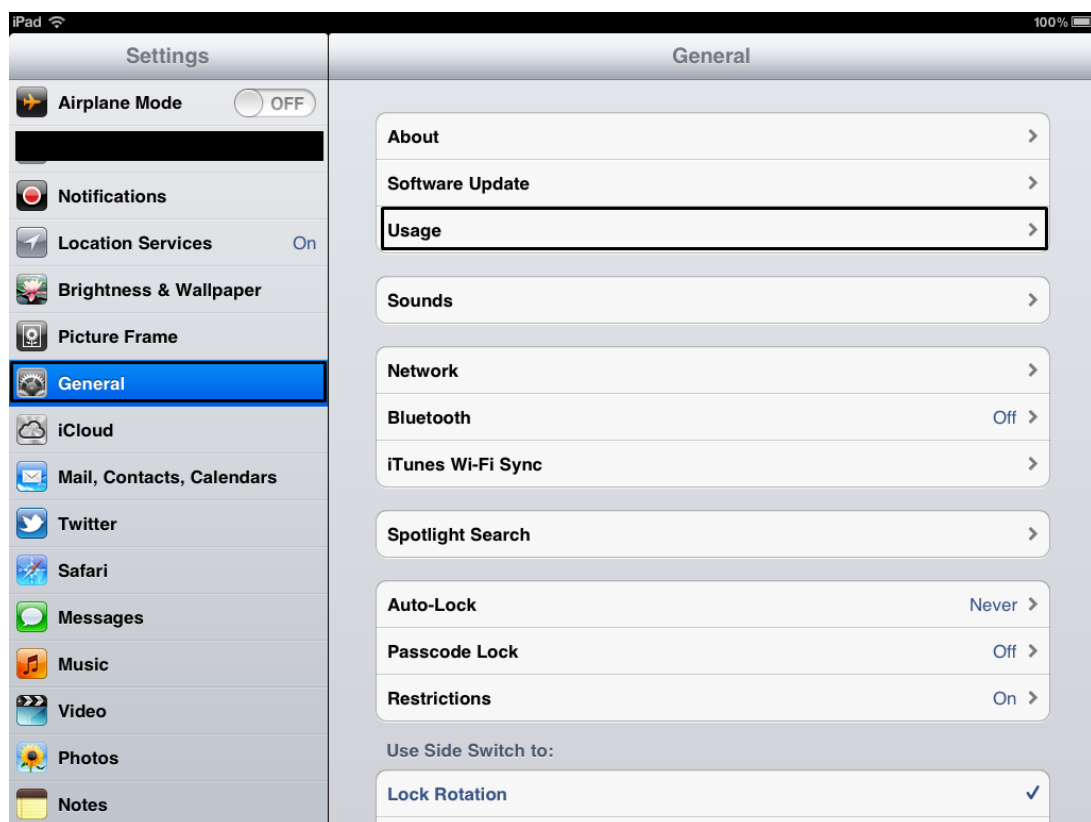 iPad 100%
Settings
Airplane Mode OFF
Notifications
Location Services On
Brightness & Wallpaper
Picture Frame
General
iCloud
Mail, Contacts, Calendars
Twitter
Safari
Messages
Music
Video
Photos
Notes
General
About
Software Update
Usage
Sounds
Network
Bluetooth Off
iTunes Wi-Fi Sync
Spotlight Search
Auto-Lock Never
Passcode Lock Off
Restrictions On
Use Side Switch to:
Lock Rotation